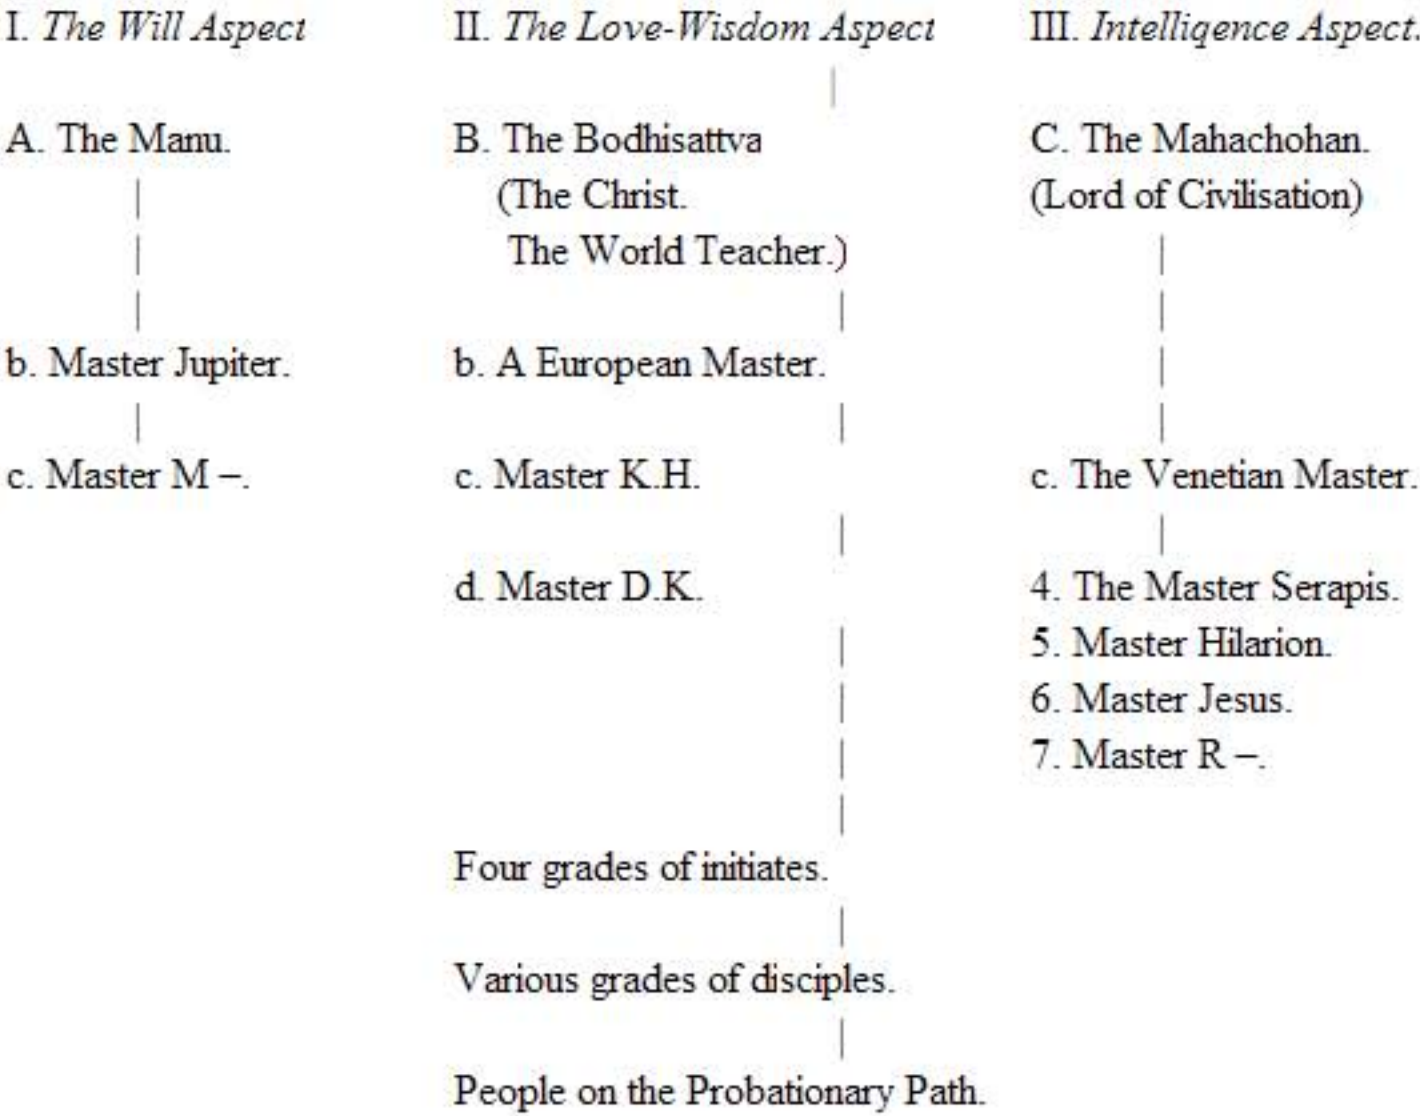 I. The Will Aspect
II. The Love-Wisdom Aspect
III. Intelligence Aspect.
A. The Manu.
B. The Bodhisattva
C. The Mahachohan.
(The Christ.
(Lord of Civilisation)
The World Teacher.)
b. Master Jupiter.
b. A European Master.
c. Master M –.
c. Master K.H.
c. The Venetian Master.
d. Master D.K.
4. The Master Serapis.
5. Master Hilarion.
6. Master Jesus.
7. Master R –.
Four grades of initiates.
Various grades of disciples.
People on the Probationary Path.